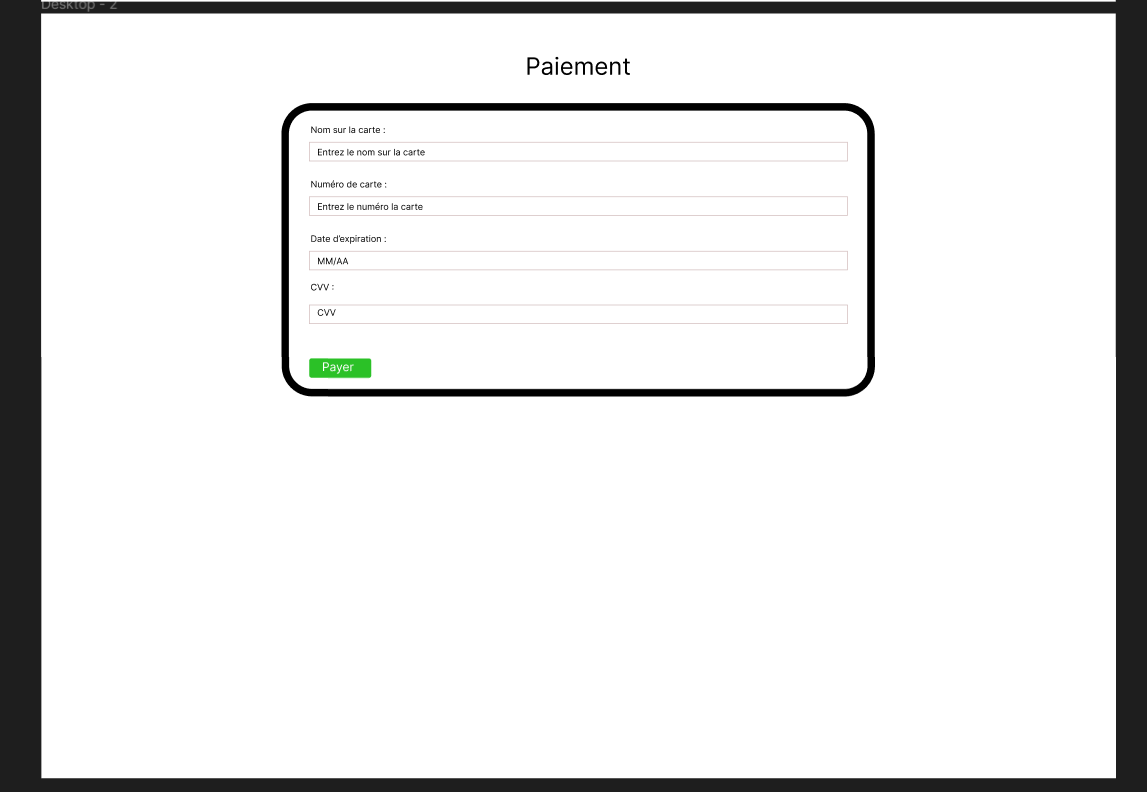 Desktop - 2
Paiement
Nom sur la carte :
Entrez le nom sur la carte
Numéro de carte :
Entrez le numéro la carte
Date d'expiration :
MM/AA
CVV :
CVV
Payer